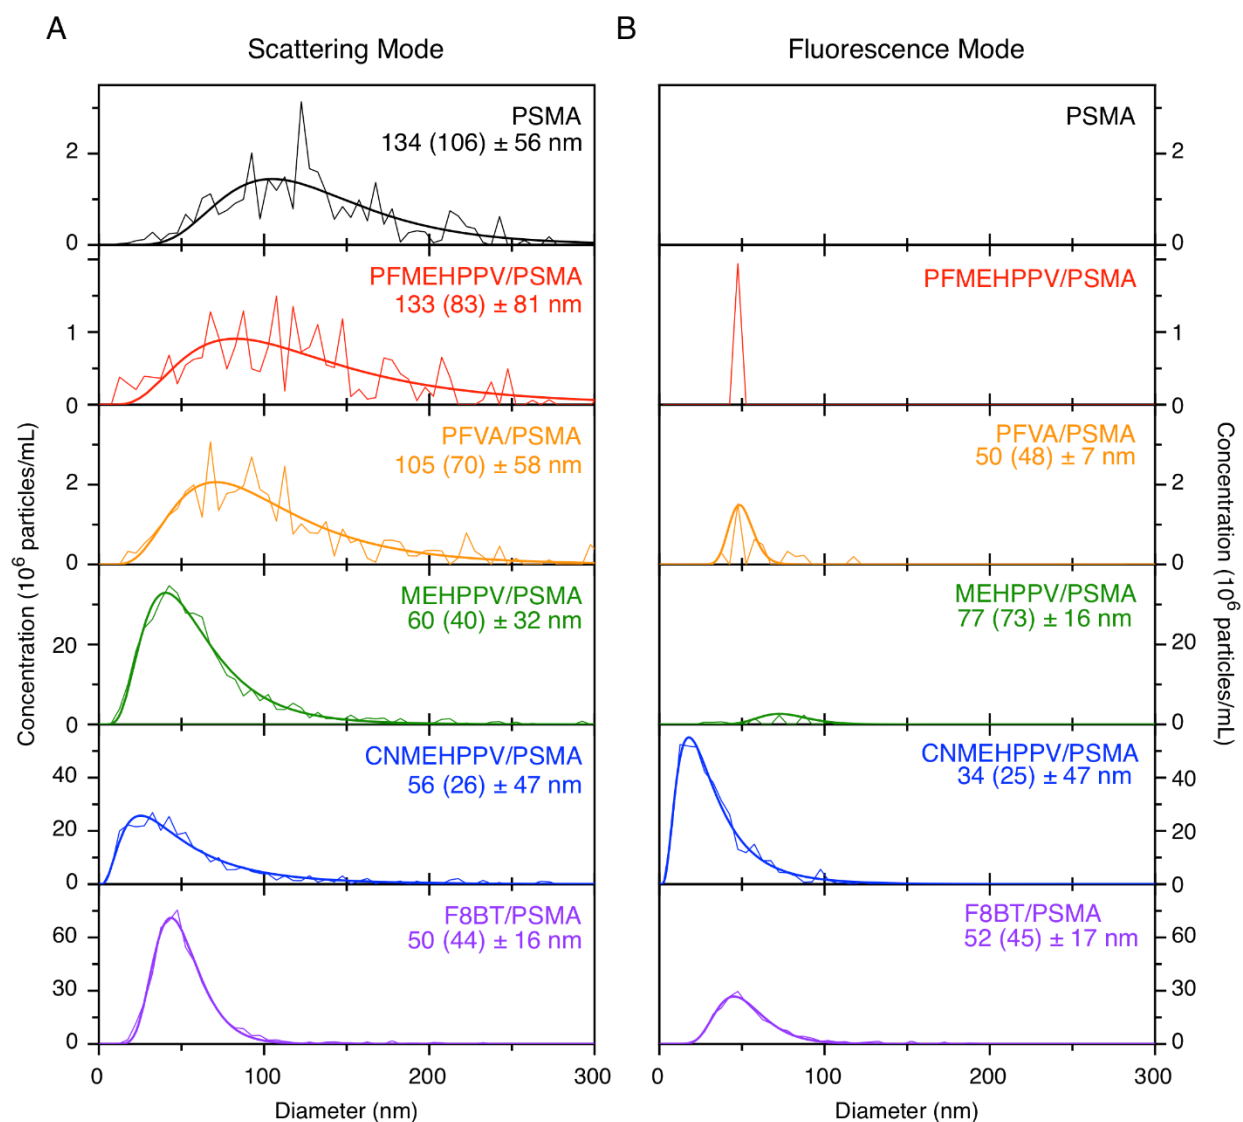 A
Scattering Mode
PSMA
134 (106) ± 56 nm
2
0
PFMEHPPV/PSMA
133 (83) ± 81 nm
1
0
PFVA/PSMA
105 (70) ± 58 nm
2
0
MEHPPV/PSMA
60 (40) ± 32 nm
20
0
CNMEHPPV/PSMA
56 (26) ± 47 nm
40
20
0
F8BT/PSMA
50 (44) ± 16 nm
60
30
0
0 100 200 300
Diameter (nm)
Concentration (10⁶ particles/mL)
B
Fluorescence Mode
PSMA
2
0
PFMEHPPV/PSMA
1
0
PFVA/PSMA
50 (48) ± 7 nm
2
0
MEHPPV/PSMA
77 (73) ± 16 nm
20
0
CNMEHPPV/PSMA
34 (25) ± 47 nm
40
20
0
F8BT/PSMA
52 (45) ± 17 nm
60
30
0
0 100 200 300
Diameter (nm)
Concentration (10⁶ particles/mL)